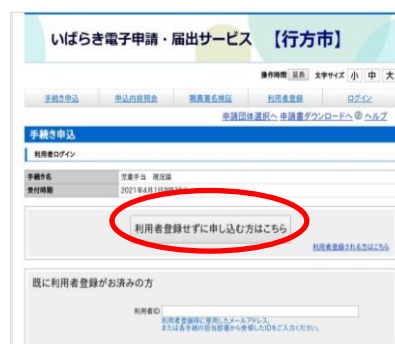 いばらき電子申請・届出サービス 【行方市】
操作時間 延長 文字サイズ 小 中 大
手続き申込 申込内容照会 職責署名検証 利用者登録 ログイン
申請団体選択へ 申請書ダウンロードへ ヘルプ
手続き申込
利用者ログイン
手続き名 児童手当 現況届
受付時期 2021年4月1日
利用者登録せずに申し込む方はこちら
利用者登録される方はこちら
既に利用者登録がお済みの方
利用者ID
利用者登録時に使用したメールアドレス、
または各手続の担当部署から受領したIDをご入力ください。